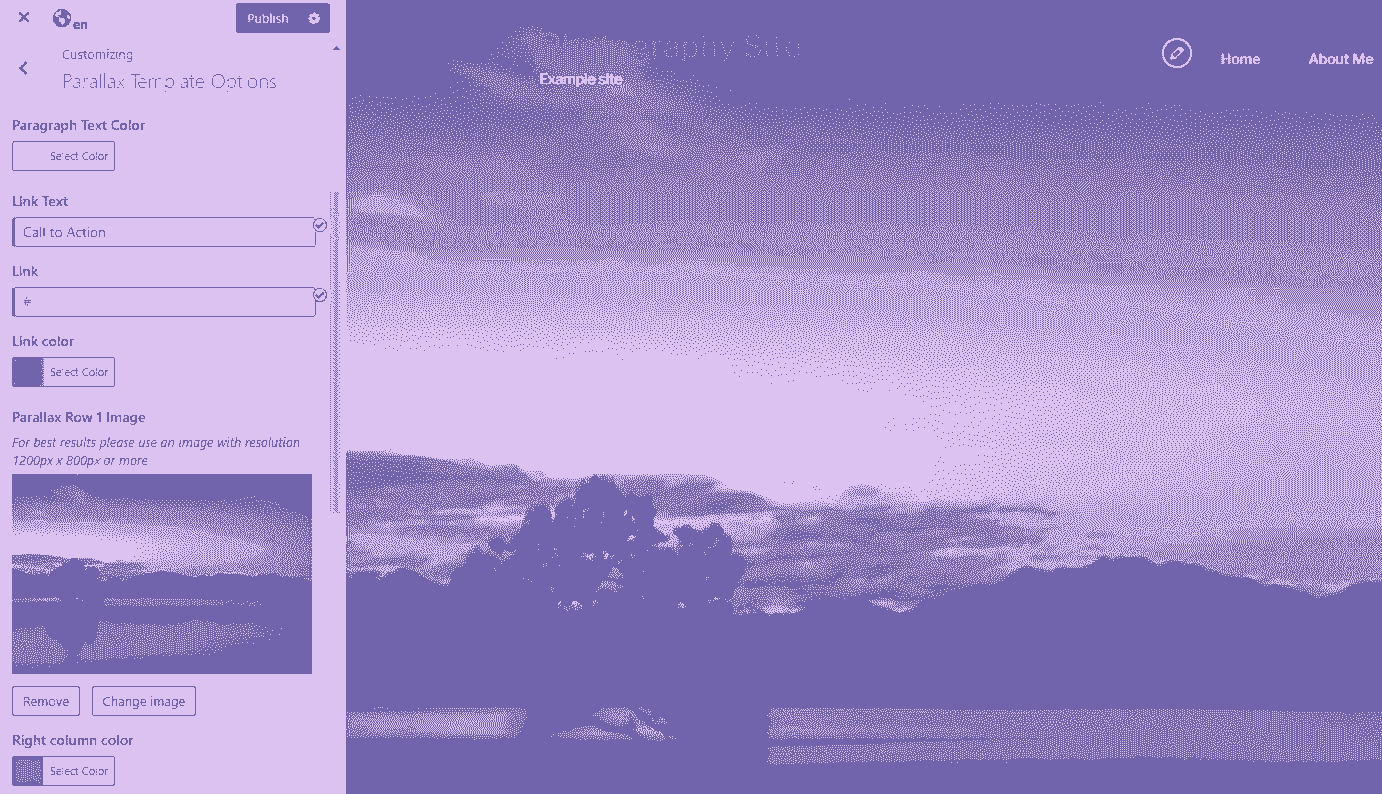 en
Publish
Customizing
Parallax Template Options
Paragraph Text Color
Select Color
Link Text
Call to Action
Link
#
Link color
Select Color
Parallax Row 1 Image
For best results please use an image with resolution
1200px x 800px or more
Remove
Change image
Right column color
Select Color
Photography Site
Example site
Home
About Me